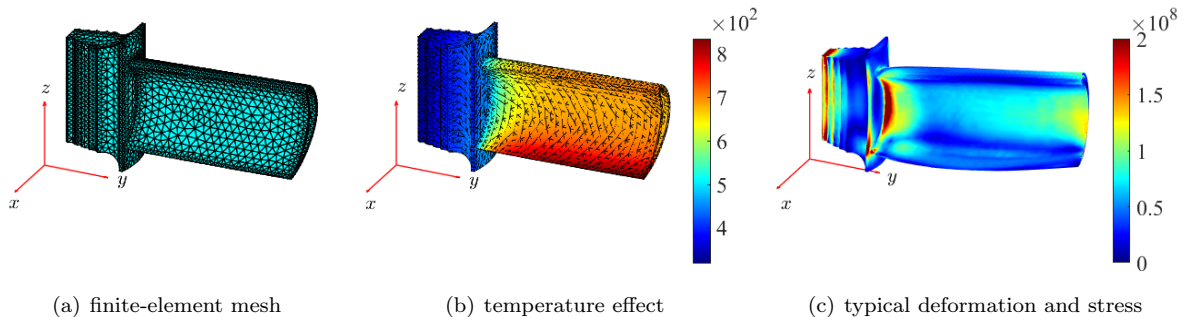 ×10²
×10⁸
8
7
6
5
4
2
1.5
1
0.5
0
z
y
x
z
y
x
z
y
x
(a) finite-element mesh
(b) temperature effect
(c) typical deformation and stress